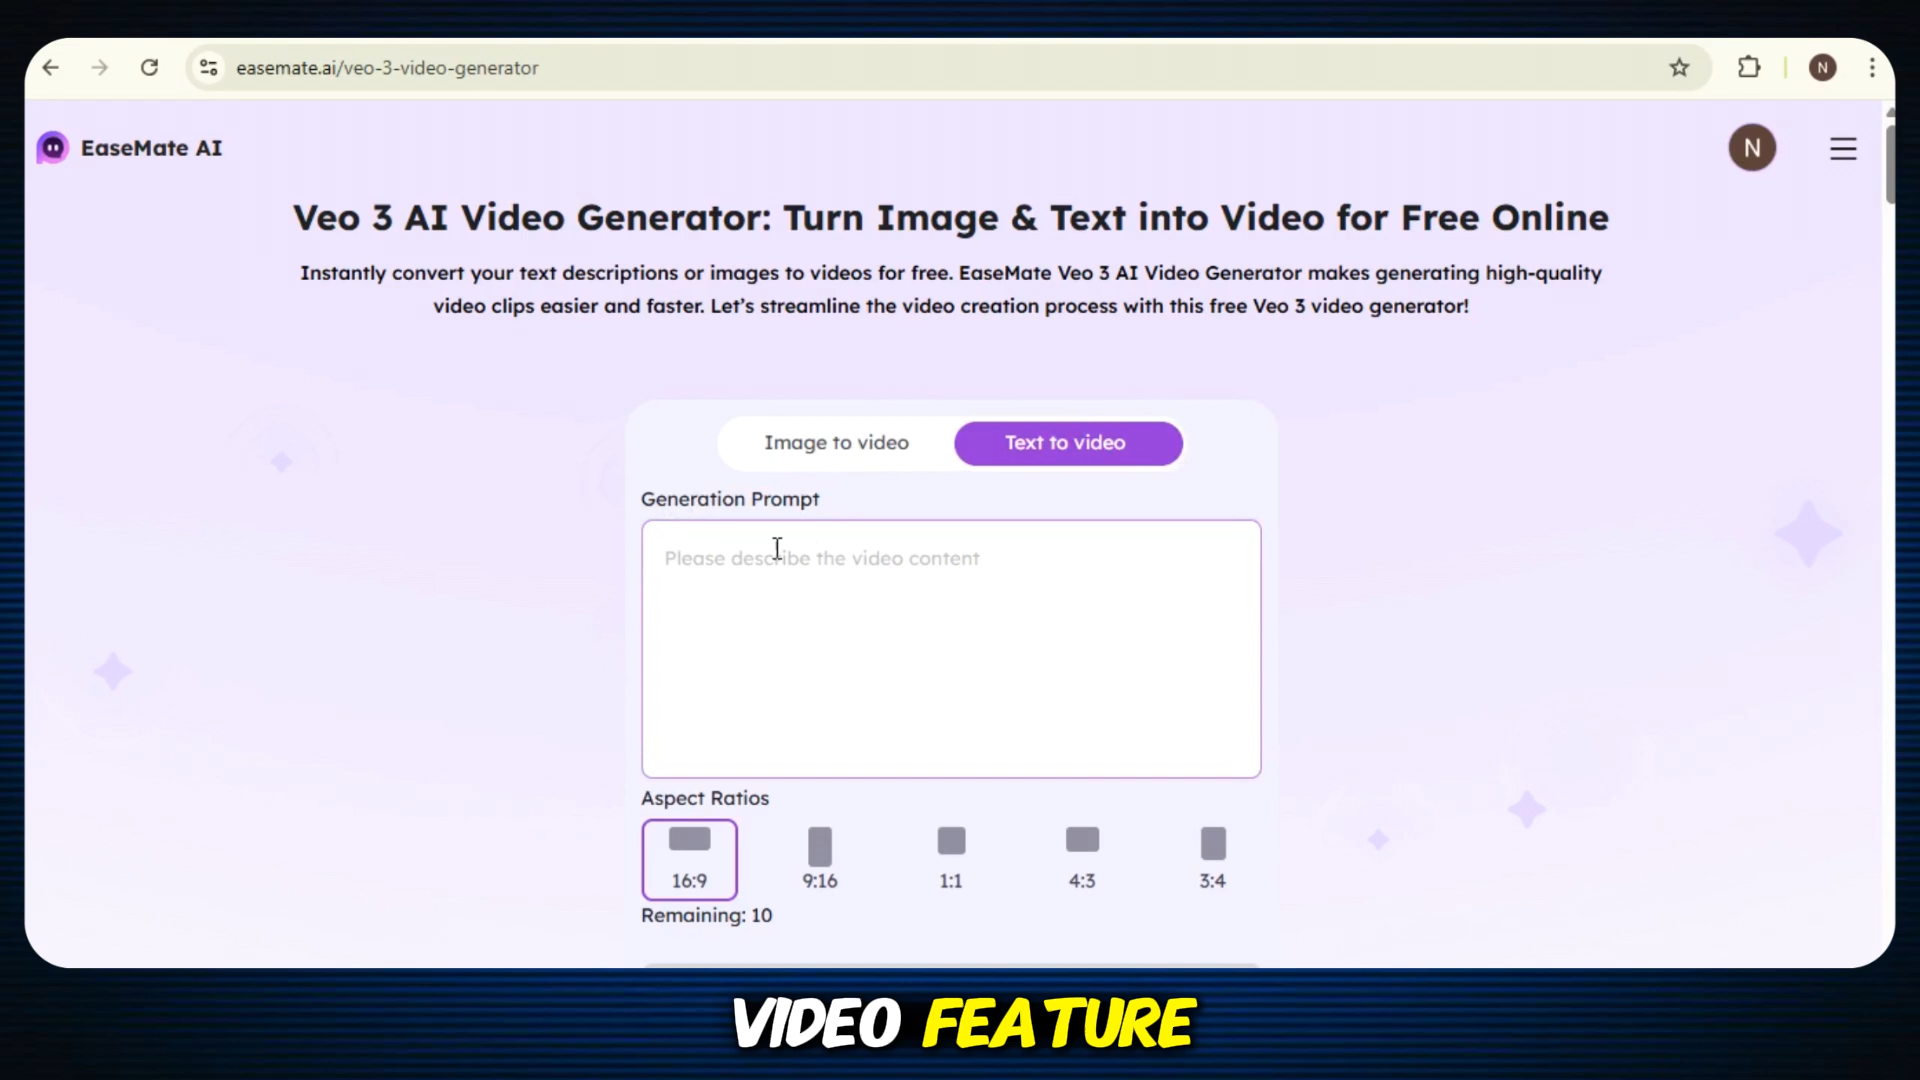 easemate.ai/veo-3-video-generator
N
EaseMate AI
N
Veo 3 AI Video Generator: Turn Image & Text into Video for Free Online
Instantly convert your text descriptions or images to videos for free. EaseMate Veo 3 AI Video Generator makes generating high-quality
video clips easier and faster. Let’s streamline the video creation process with this free Veo 3 video generator!
Image to video Text to video
Generation Prompt
Please describe the video content
Aspect Ratios
16:9 9:16 1:1 4:3 3:4
Remaining: 10
VIDEO FEATURE